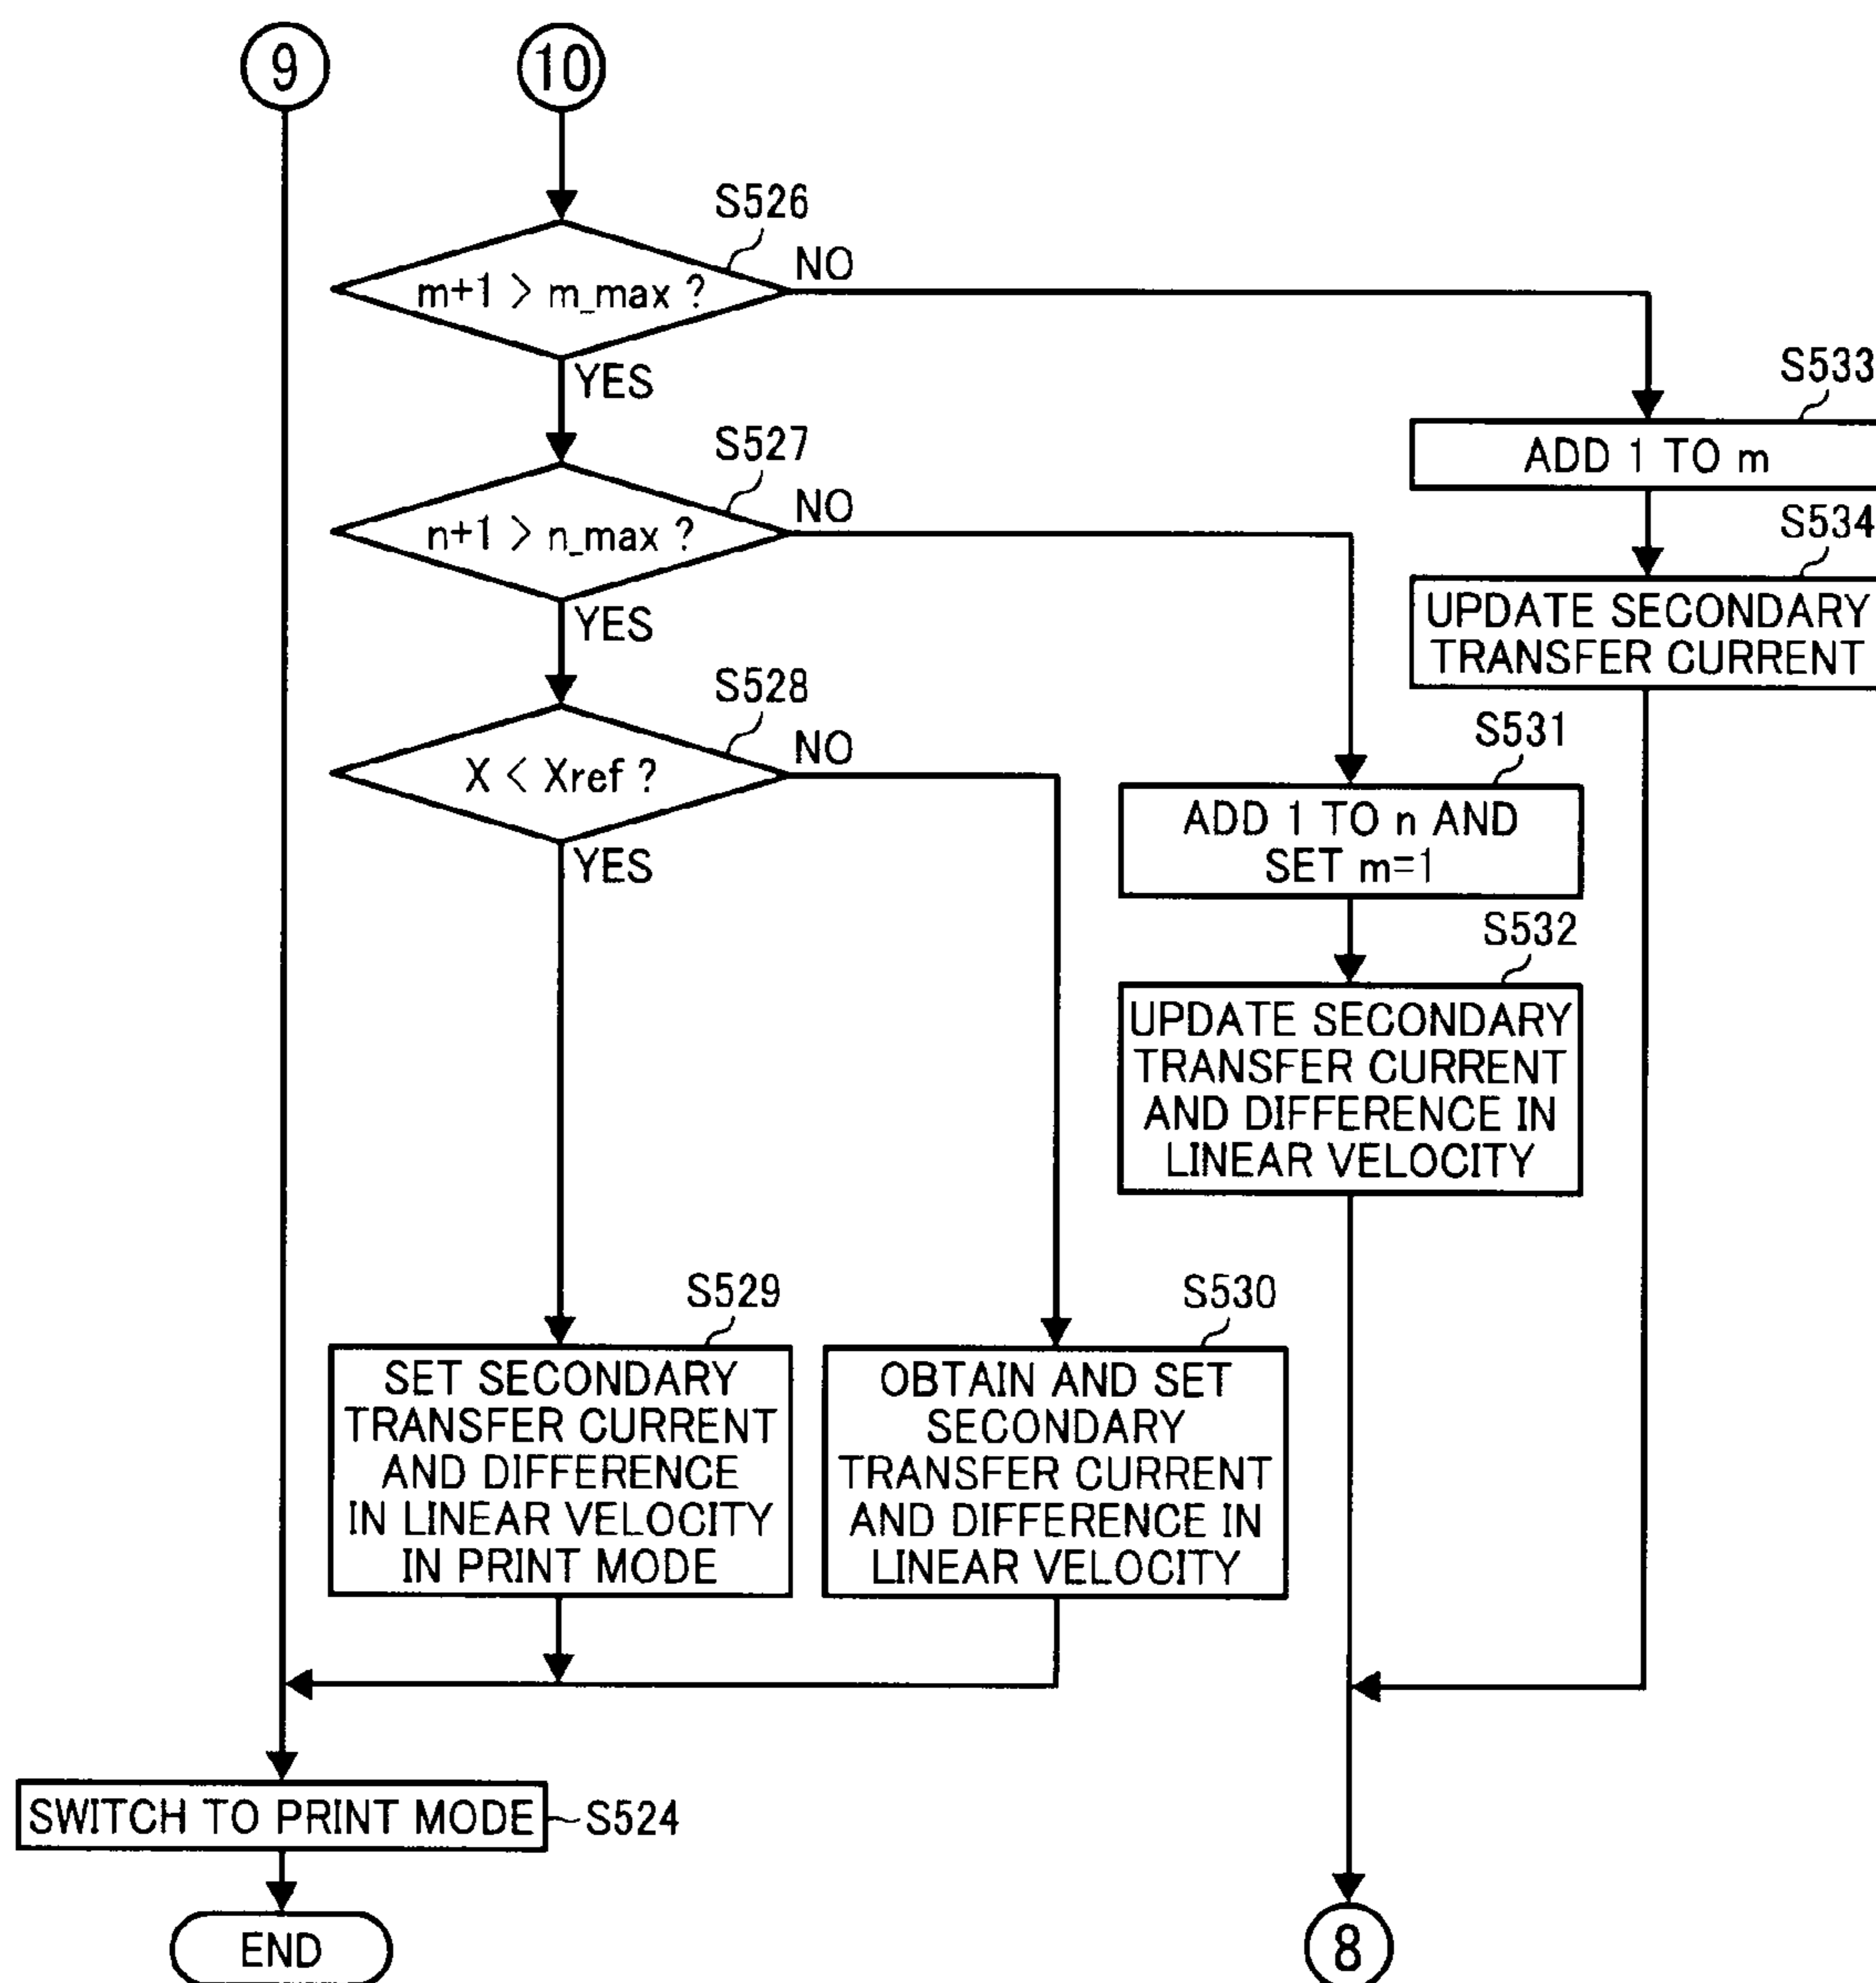 9
10
S526
m+1 > m_max ?
NO
YES
S533
ADD 1 TO m
S527
n+1 > n_max ?
NO
YES
S534
UPDATE SECONDARY
TRANSFER CURRENT
S528
X < Xref ?
NO
YES
S531
ADD 1 TO n AND
SET m=1
S532
UPDATE SECONDARY
TRANSFER CURRENT
AND DIFFERENCE IN
LINEAR VELOCITY
S529
SET SECONDARY
TRANSFER CURRENT
AND DIFFERENCE
IN LINEAR VELOCITY
IN PRINT MODE
S530
OBTAIN AND SET
SECONDARY
TRANSFER CURRENT
AND DIFFERENCE IN
LINEAR VELOCITY
SWITCH TO PRINT MODE
S524
END
8